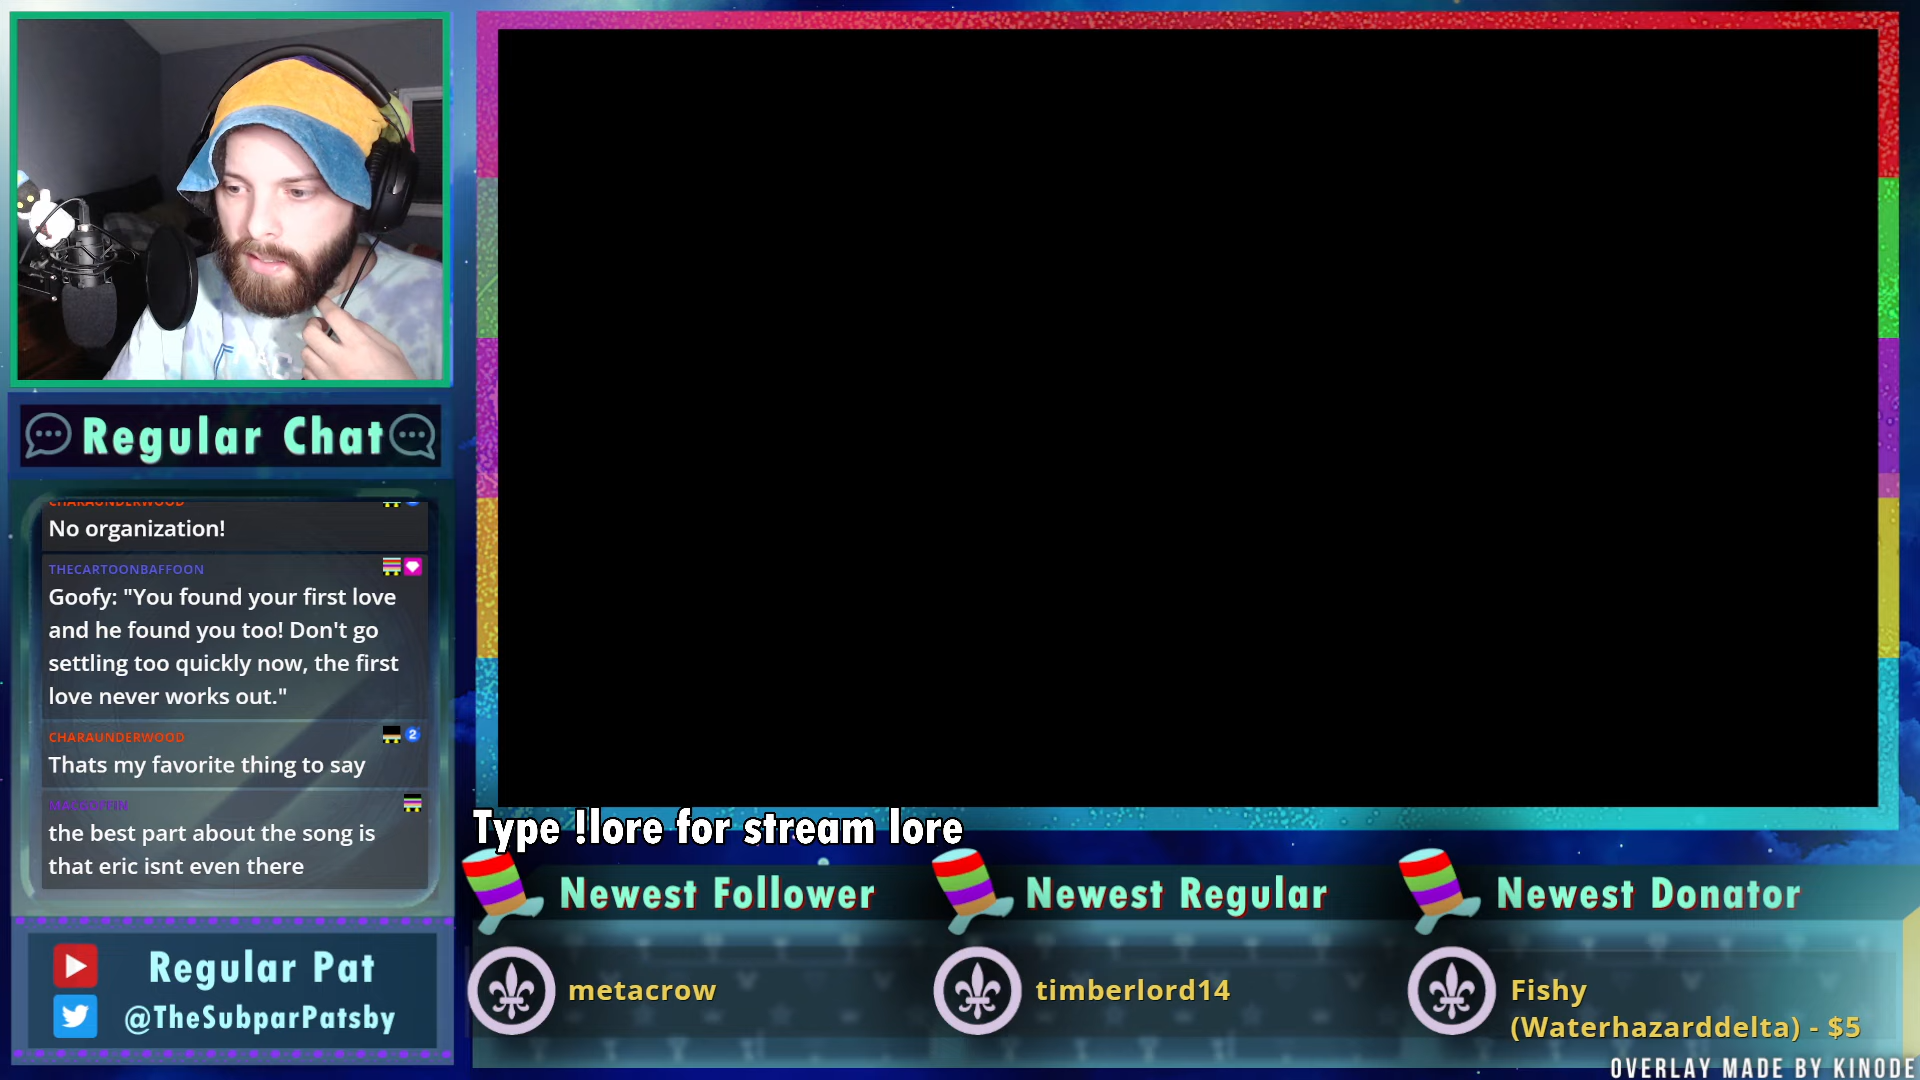 Regular Chat
CHARAUNDERWOOD
No organization!
THECARTOONBAFFOON
Goofy: "You found your first love
and he found you too! Don't go
settling too quickly now, the first
love never works out."
CHARAUNDERWOOD
2
Thats my favorite thing to say
the best part about the song is
that eric isnt even there
Regular Pat
@TheSubparPatsby
Type !lore for stream lore
Newest Follower
metacrow
Newest Regular
timberlord14
Newest Donator
Fishy
(Waterhazarddelta) - $5
OVERLAY MADE BY KINODE